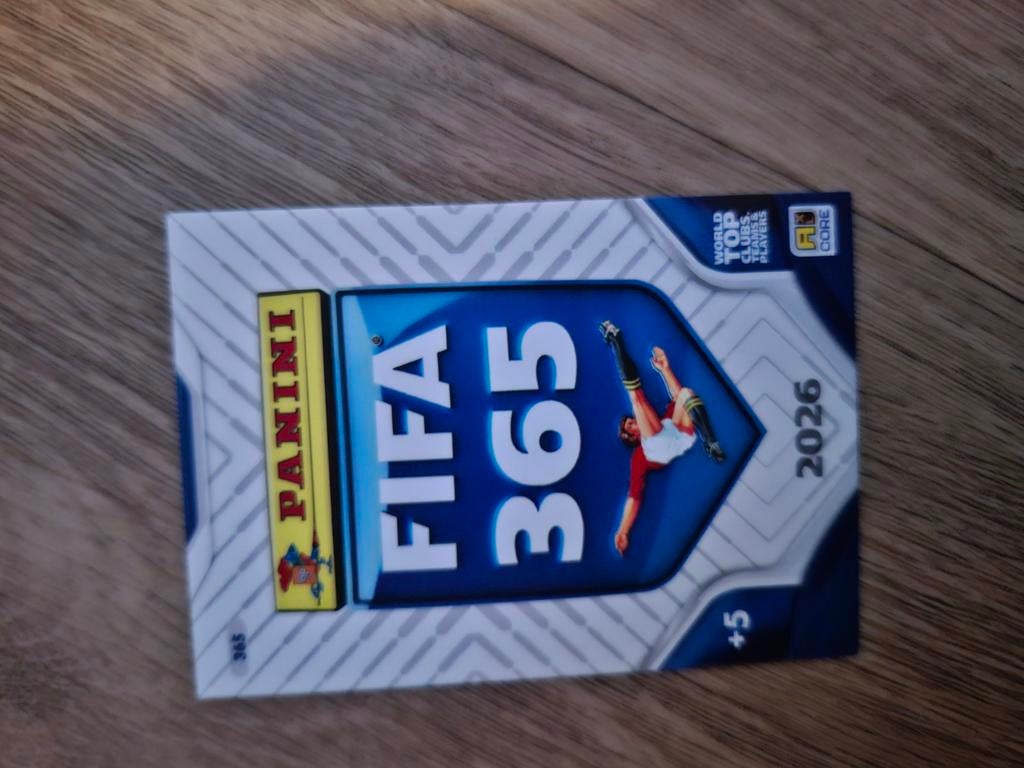 365
PANINI
FIFA
®
365
2026
+5
WORLD
TOP
CLUBS,
TEAMS &
PLAYERS
CORE